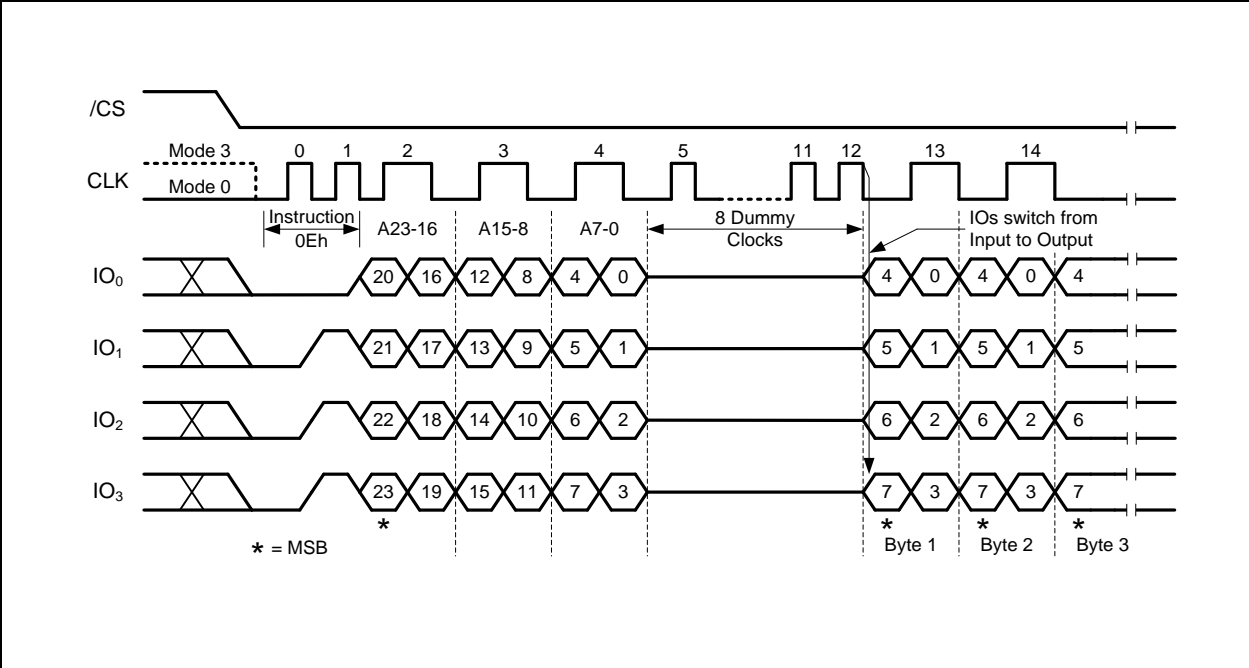 /CS
Mode 3 0 1 2 3 4 5 11 12 13 14
CLK
Mode 0
Instruction
0Eh
A23-16 A15-8 A7-0
8 Dummy
Clocks
IOs switch from
Input to Output
IO0 20 16 12 8 4 0 4 0 4 0 4
IO1 21 17 13 9 5 1 5 1 5 1 5
IO2 22 18 14 10 6 2 6 2 6 2 6
IO3 23 19 15 11 7 3 7 3 7 3 7
* * * *
* = MSB Byte 1 Byte 2 Byte 3